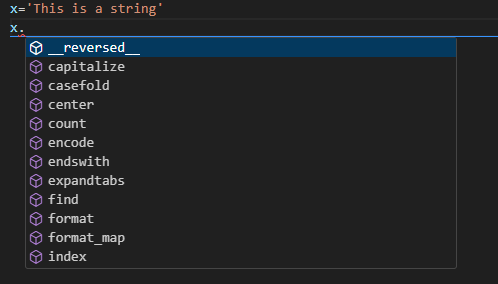 x='This is a string'
x.
__reversed__
capitalize
casefold
center
count
encode
endswith
expandtabs
find
format
format_map
index